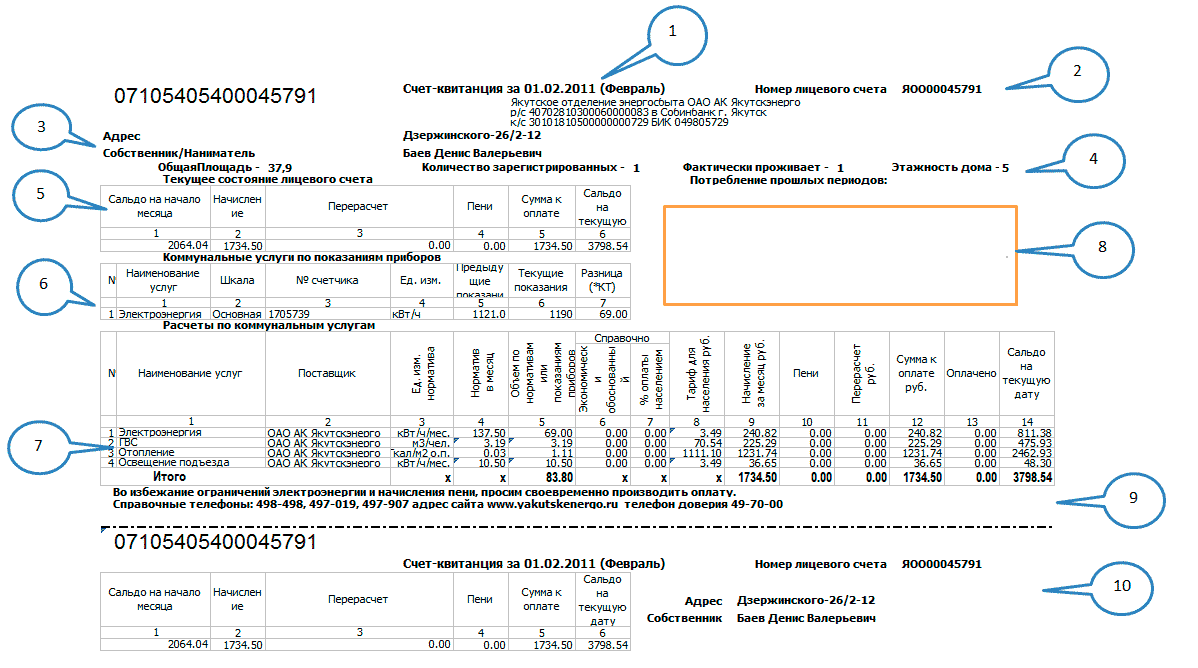 1
2
07105405400045791
Счет-квитанция за 01.02.2011 (Февраль) Номер лицевого счета ЯОО00045791
Якутское отделение энергосбыта ОАО АК Якутскэнерго
р/с 40702810300060000083 в Собинбанк г. Якутск
к/с 30101810500000000729 БИК 049805729
3
Адрес Дзержинского-26/2-12
Собственник/Наниматель Баев Денис Валерьевич
4
ОбщаяПлощадь - 37,9 Количество зарегистрированных - 1 Фактически проживает - 1 Этажность дома - 5
Текущее состояние лицевого счета Потребление прошлых периодов:
5
Сальдо на начало месяца Начислен ие Перерасчет Пени Сумма к оплате Сальдо на текущую
1 2 3 4 5 6
2064.04 1734.50 0.00 0.00 1734.50 3798.54
8
Коммунальные услуги по показаниям приборов
6
N Наименование услуг Шкала № счетчика Ед. изм. Предыду щие показани Текущие показания Разница (*КТ)
1 2 3 4 5 6 7
1 Электроэнергия Основная 1705739 кВт/ч 1121.0 1190 69.00
Расчеты по коммунальным услугам
N Наименование услуг Поставщик Ед. изм. норматива Норматив в месяц Объем по нормативам или показаниям приборов Справочно Экономическ и обоснованны й % оплаты населением Тариф для населения руб. Начисление за месяц руб. Пени Перерасчет руб. Сумма к оплате руб. Оплачено Сальдо на текущую дату
1 2 3 4 5 6 7 8 9 10 11 12 13 14
7
1 Электроэнергия ОАО АК Якутскэнерго кВт/ч/мес. 137.50 69.00 0.00 0.00 3.49 240.82 0.00 0.00 240.82 0.00 811.38
2 ГВС ОАО АК Якутскэнерго м3/чел. 3.19 3.19 0.00 0.00 70.54 225.29 0.00 0.00 225.29 0.00 475.93
3 Отопление ОАО АК Якутскэнерго Гкал/м2 о.п. 0.03 1.11 0.00 0.00 1111.10 1231.74 0.00 0.00 1231.74 0.00 2462.93
4 Освещение подъезда ОАО АК Якутскэнерго кВт/ч/мес. 10.50 10.50 0.00 0.00 3.49 36.65 0.00 0.00 36.65 0.00 48.30
Итого x x 83.80 x x x 1734.50 0.00 0.00 1734.50 0.00 3798.54
Во избежание ограничений электроэнергии и начисления пени, просим своевременно производить оплату.
Справочные телефоны: 498-498, 497-019, 497-907 адрес сайта www.yakutskenergo.ru телефон доверия 49-70-00
9
07105405400045791
Счет-квитанция за 01.02.2011 (Февраль) Номер лицевого счета ЯОО00045791
10
Сальдо на начало месяца Начислен ие Перерасчет Пени Сумма к оплате Сальдо на текущую дату
Адрес Дзержинского-26/2-12
Собственник Баев Денис Валерьевич
1 2 3 4 5 6
2064.04 1734.50 0.00 0.00 1734.50 3798.54